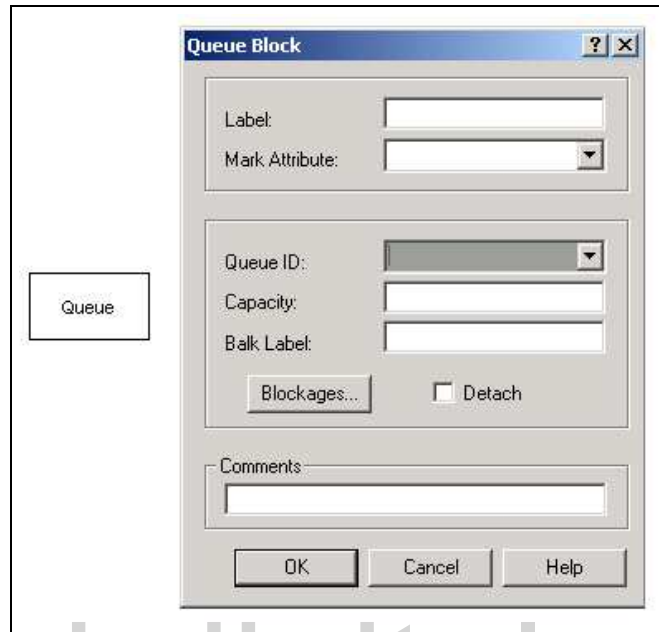 Queue Block
Label:
Mark Attribute:
Queue
Queue ID:
Capacity:
Balk Label:
Blockages...
Detach
Comments
OK
Cancel
Help